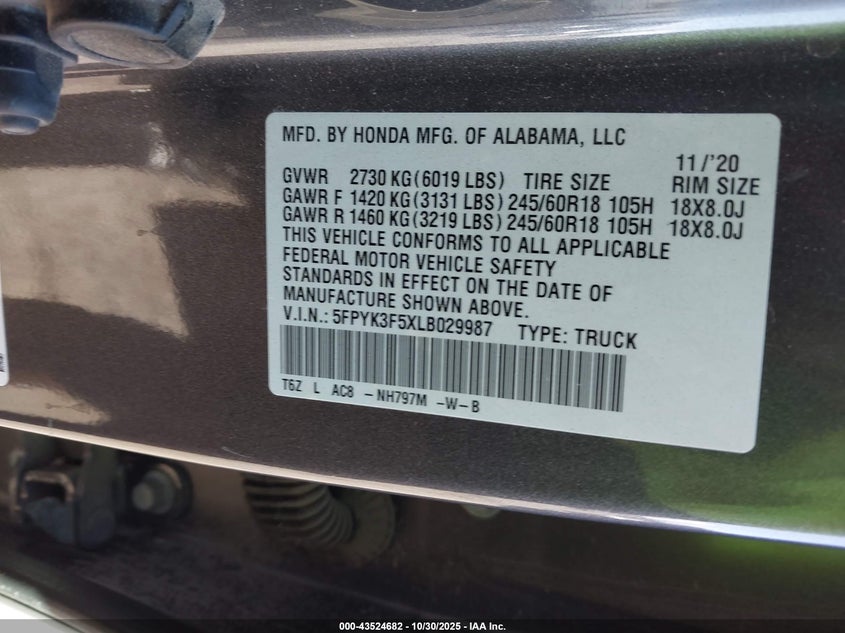 MFD. BY HONDA MFG. OF ALABAMA, LLC
11/'20
GVWR 2730 KG(6019 LBS) TIRE SIZE RIM SIZE
GAWR F 1420 KG(3131 LBS)245/60R18 105H 18X8.0J
GAWR R 1460 KG(3219 LBS)245/60R18 105H 18X8.0J
THIS VEHICLE CONFORMS TO ALL APPLICABLE
FEDERAL MOTOR VEHICLE SAFETY
STANDARDS IN EFFECT ON THE DATE OF
MANUFACTURE SHOWN ABOVE.
V.I.N.: 5FPYK3F5XLB029987 TYPE: TRUCK
T6Z L AC8 -NH797M -W-B
000-43524682 - 10/30/2025 - IAA Inc.